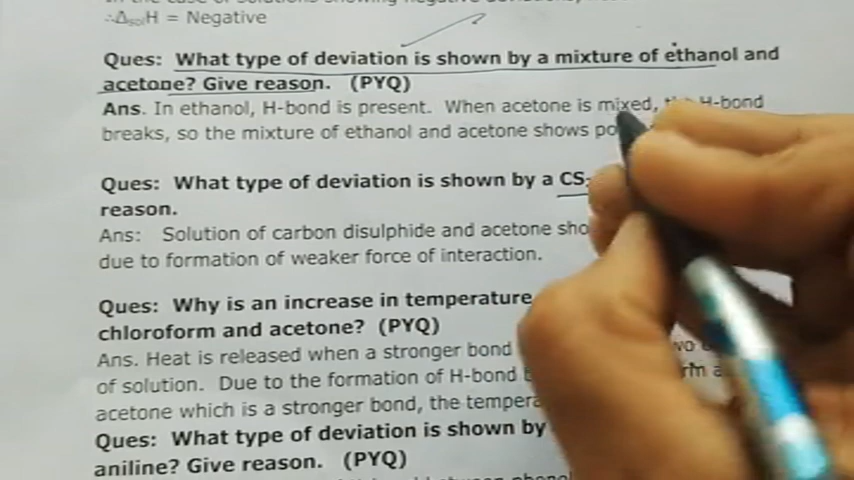 ∴ΔsolH = Negative
Ques: What type of deviation is shown by a mixture of ethanol and
acetone? Give reason. (PYQ)
Ans. In ethanol, H-bond is present. When acetone is mixed, H-bond
breaks, so the mixture of ethanol and acetone shows
Ques: What type of deviation is shown by a CS
reason.
Ans: Solution of carbon disulphide and acetone
due to formation of weaker force of interaction.
Ques: Why is an increase in temperature
chloroform and acetone? (PYQ)
Ans. Heat is released when a stronger bond
of solution. Due to the formation of H-bond
acetone which is a stronger bond, the
Ques: What type of deviation is shown by
aniline? Give reason. (PYQ)